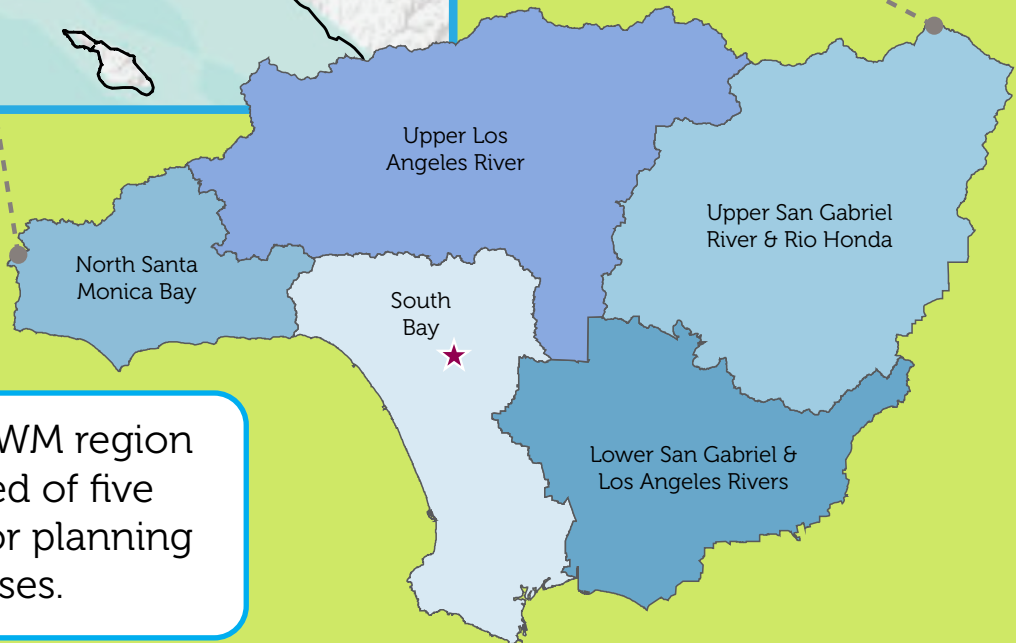 Upper Los
Angeles River
Upper San Gabriel
River & Rio Honda
North Santa
Monica Bay
South
Bay
Lower San Gabriel &
Los Angeles Rivers
WM region
ed of five
or planning
ses.